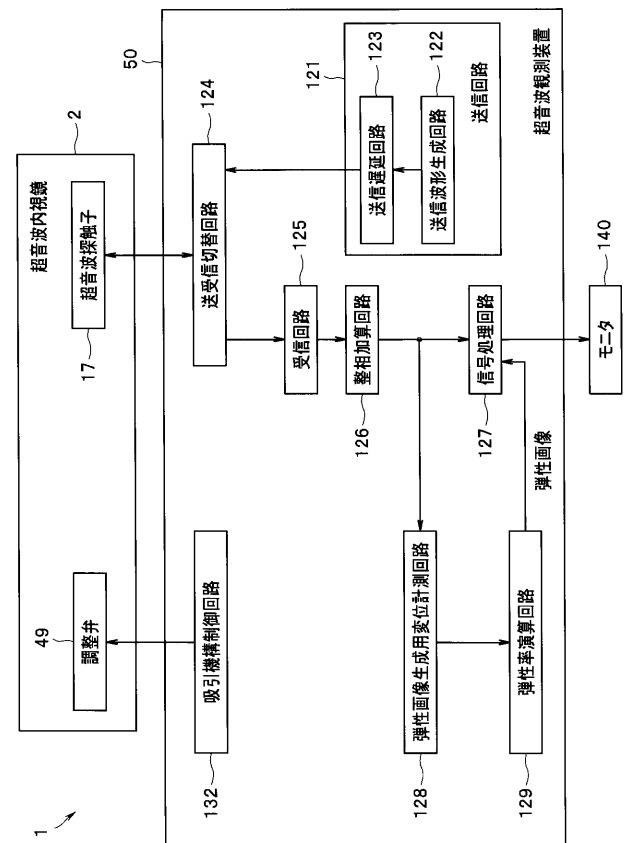 1
2
超音波内視鏡
49
調整弁
超音波探触子
17
50
132
吸引機構制御回路
送受信切替回路
124
受信回路
125
整相加算回路
126
121
送信遅延回路
123
送信波形生成回路
122
送信回路
128
弾性画像生成用変位計測回路
129
弾性率演算回路
弾性画像
信号処理回路
127
超音波観測装置
モニタ
140